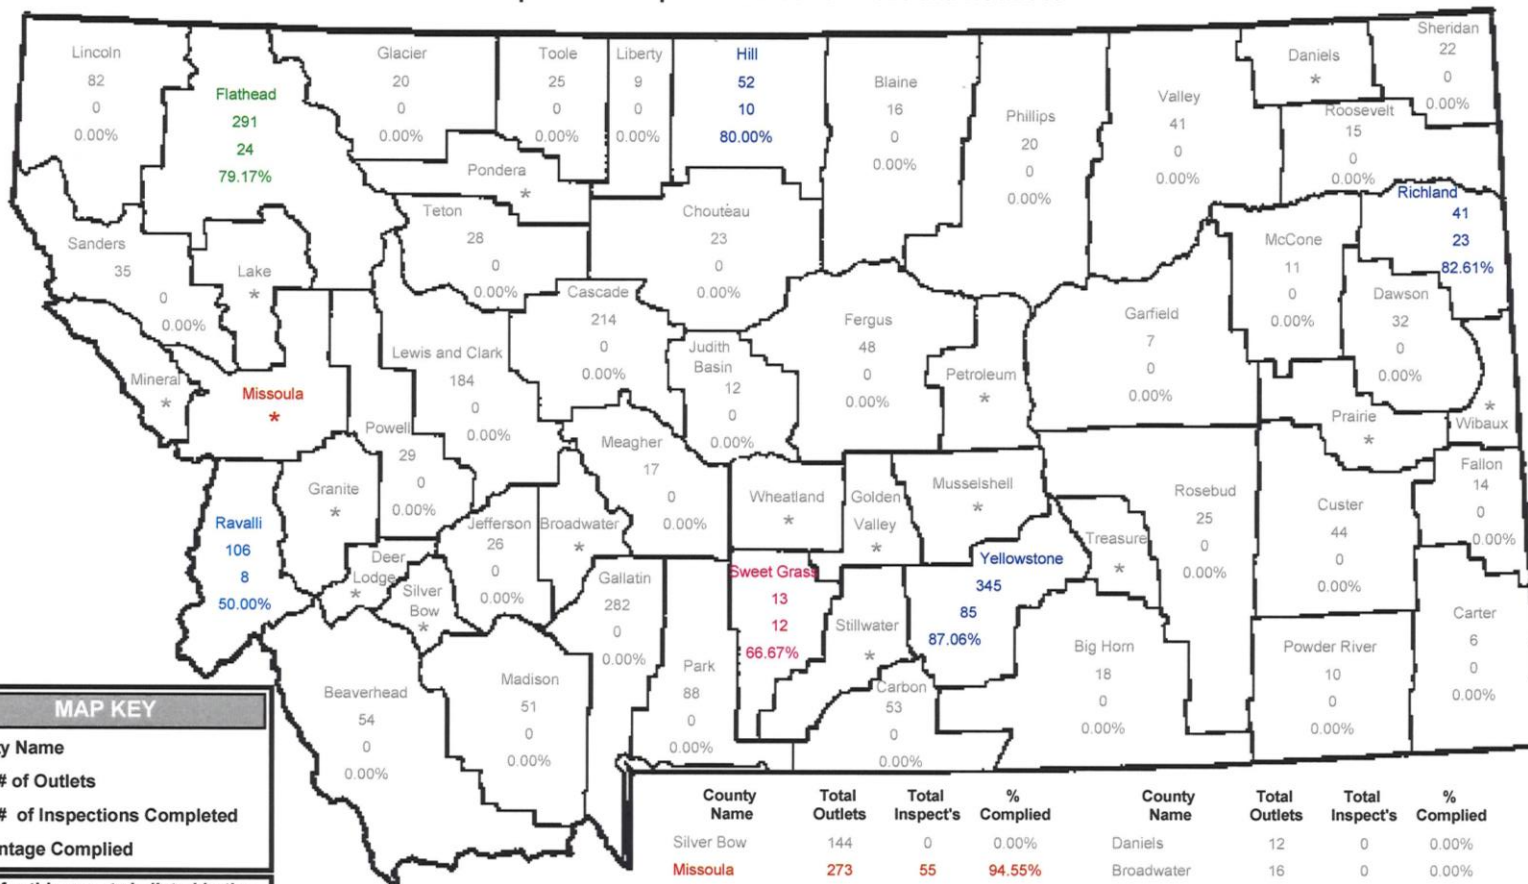 Lincoln
82
0
0.00%
Flathead
291
24
79.17%
Glacier
20
0
0.00%
Toole
25
0
0.00%
Liberty
9
0
0.00%
Hill
52
10
80.00%
Blaine
16
0
0.00%
Phillips
20
0
0.00%
Valley
41
0
0.00%
Daniels
*
Sheridan
22
0
0.00%
Roosevelt
15
0
0.00%
Richland
41
23
82.61%
Pondera
*
Teton
28
0
0.00%
Chouteau
23
0
0.00%
McCone
11
0
0.00%
Dawson
32
0
0.00%
Sanders
35
0
0.00%
Lake
*
Cascade
214
0
0.00%
Fergus
48
0
0.00%
Garfield
7
0
0.00%
Mineral
*
Missoula
*
Lewis and Clark
184
0
0.00%
Judith
Basin
12
0
0.00%
Petroleum
*
Prairie
*
*
Wibaux
Powell
29
0
0.00%
Meagher
17
0
0.00%
Fallon
14
0
0.00%
Ravalli
106
8
50.00%
Granite
*
Jefferson
26
0
0.00%
Broadwater
*
Wheatland
*
Golden
Valley
*
Musselshell
*
Rosebud
25
0
0.00%
Custer
44
0
0.00%
Deer
Lodge
*
Silver
Bow
*
Gallatin
282
0
0.00%
Sweet Grass
13
12
66.67%
Stillwater
*
Yellowstone
345
85
87.06%
Treasure
*
Carter
6
0
0.00%
Beaverhead
54
0
0.00%
Madison
51
0
0.00%
Park
88
0
0.00%
Carbon
53
0
0.00%
Big Horn
18
0
0.00%
Powder River
10
0
0.00%
MAP KEY
ty Name
# of Outlets
# of Inspections Completed
ntage Complied
County Total Total % County Total Total %
Name Outlets Inspect's Complied Name Outlets Inspect's Complied
Silver Bow 144 0 0.00% Daniels 12 0 0.00%
Missoula 273 55 94.55% Broadwater 16 0 0.00%